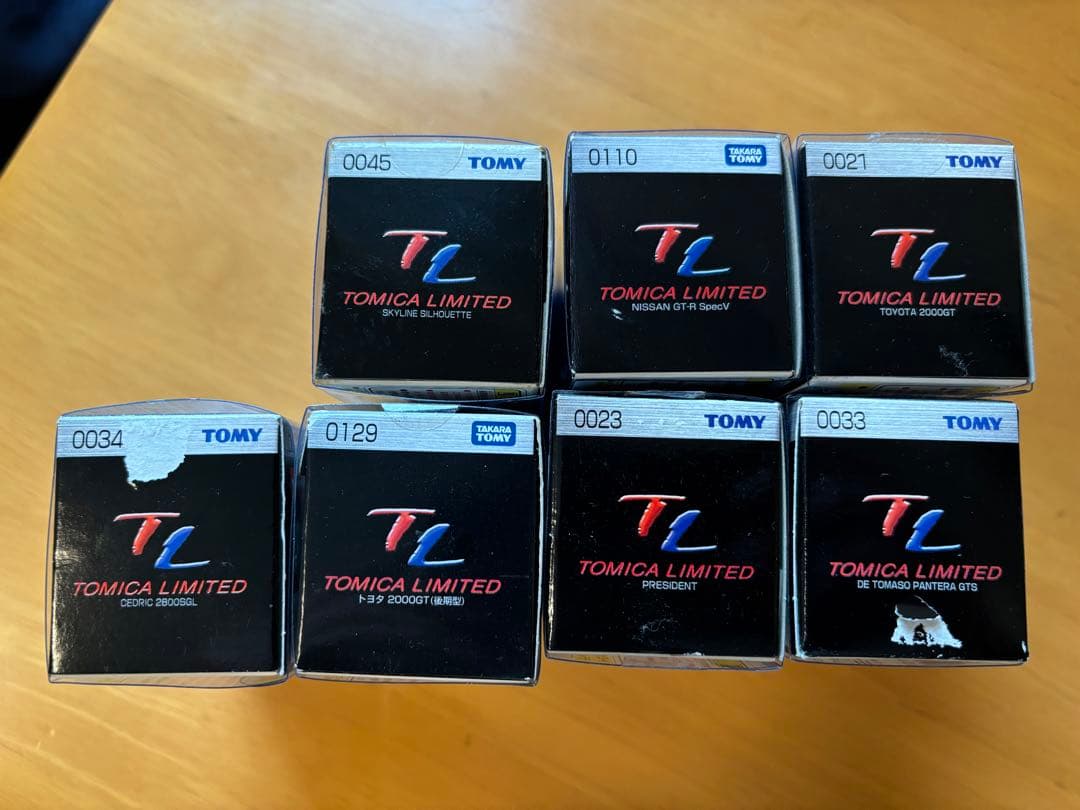 0045 TOMY
TL
TOMICA LIMITED
SKYLINE SILHOUETTE
0110 TAKARA TOMY
TL
TOMICA LIMITED
NISSAN GT-R SpecV
0021 TOMY
TL
TOMICA LIMITED
TOYOTA 2000GT
0034 TOMY
TL
TOMICA LIMITED
CEDRIC 2800SGL
0129 TAKARA TOMY
TL
TOMICA LIMITED
トヨタ 2000GT(後期型)
0023 TOMY
TL
TOMICA LIMITED
PRESIDENT
0033 TOMY
TL
TOMICA LIMITED
DE TOMASO PANTERA GTS